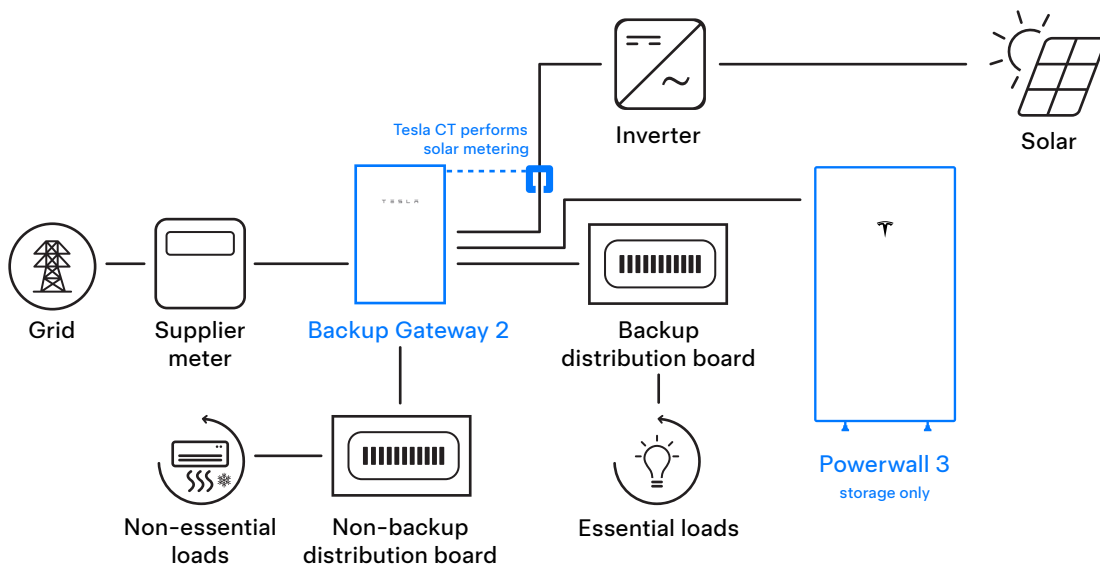 Inverter
Solar
Tesla CT performs
solar metering
TESLA
Grid
Supplier
meter
Backup Gateway 2
Backup
distribution board
Powerwall 3
storage only
Non-essential
loads
Non-backup
distribution board
Essential loads